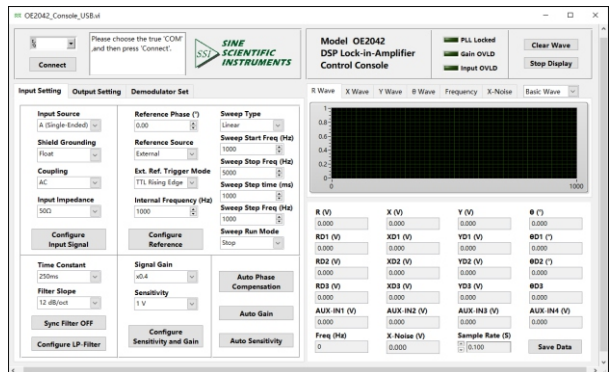 OE2042_Console_USB.vi
Please choose the true 'COM'
,and then press 'Connect'.
Connect
SSI
SINE
SCIENTIFIC
INSTRUMENTS
Model OE2042
DSP Lock-in-Amplifier
Control Console
PLL Locked
Gain OVLD
Input OVLD
Clear Wave
Stop Display
Input Setting Output Setting Demodulator Set
Input Source
A (Single-Ended)
Shield Grounding
Float
Coupling
AC
Input Impedance
50Ω
Configure
Input Signal
Reference Phase (°)
0.00
Reference Source
External
Ext. Ref. Trigger Mode
TTL Rising Edge
Internal Frequency (Hz)
1000
Configure
Reference
Sweep Type
Linear
Sweep Start Freq (Hz)
1000
Sweep Stop Freq (Hz)
5000
Sweep Step time (ms)
1000
Sweep Step Freq (Hz)
1000
Sweep Run Mode
Stop
Time Constant
250ms
Filter Slope
12 dB/oct
Sync Filter OFF
Configure LP-Filter
Signal Gain
x0.4
Sensitivity
1 V
Configure
Sensitivity and Gain
Auto Phase
Compensation
Auto Gain
Auto Sensitivity
R Wave X Wave Y Wave θ Wave Frequency X-Noise Basic Wave
1
0.8
0.6
0.4
0.2
0
0 1000
R (V) X (V) Y (V) θ (°)
0.000 0.000 0.000 0.000
RD1 (V) XD1 (V) YD1 (V) θD1 (°)
0.000 0.000 0.000 0.000
RD2 (V) XD2 (V) YD2 (V) θD2 (°)
0.000 0.000 0.000 0.000
RD3 (V) XD3 (V) YD3 (V) θD3
0.000 0.000 0.000 0.000
AUX-IN1 (V) AUX-IN2 (V) AUX-IN3 (V) AUX-IN4 (V)
0.000 0.000 0.000 0.000
Freq (Hz) X-Noise (V) Sample Rate (S)
0 0.000 0.100 Save Data